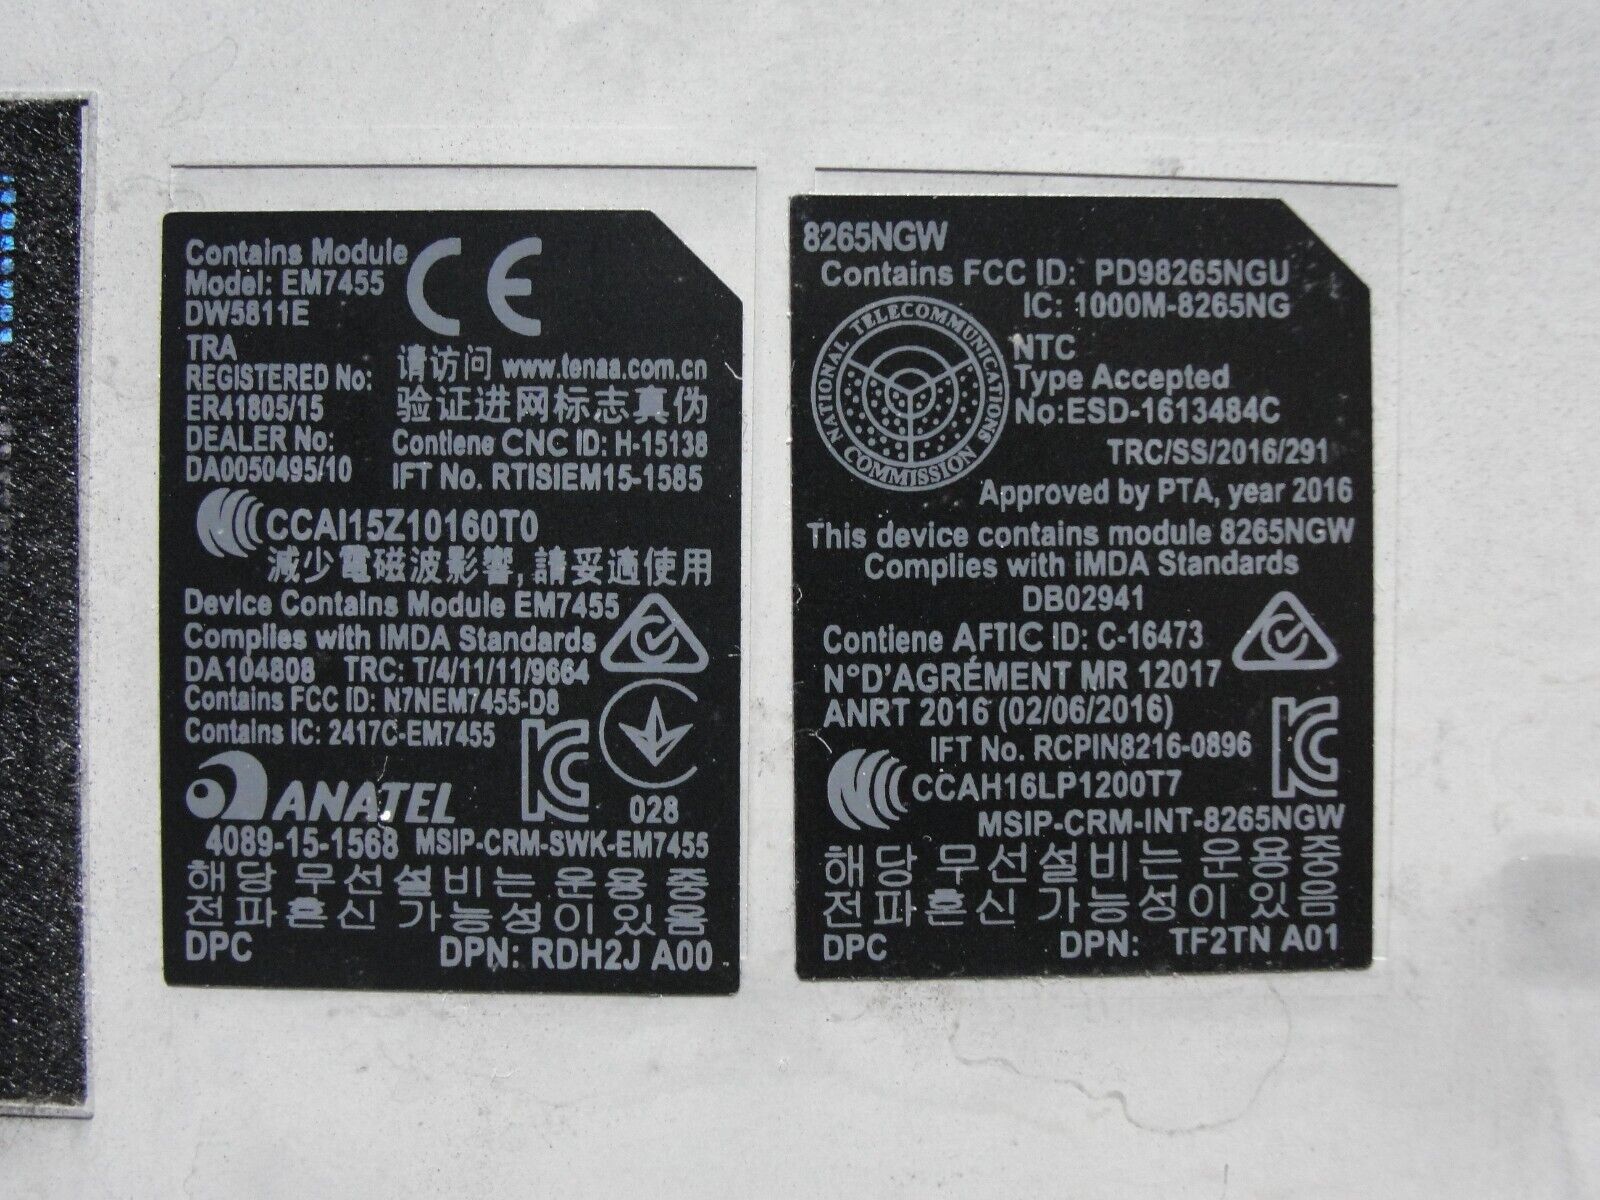 Contains Module
Model: EM7455
DW5811E
CE
TRA
REGISTERED No:
ER41805/15
DEALER No:
DA0050495/10
请访问 www.tenaa.com.cn
验证进网标志真伪
Contiene CNC ID: H-15138
IFT No. RTISIEM15-1585
CCAI15Z10160T0
減少電磁波影響,請妥適使用
Device Contains Module EM7455
Complies with IMDA Standards
DA104808 TRC: T/4/11/11/9664
Contains FCC ID: N7NEM7455-D8
Contains IC: 2417C-EM7455
ANATEL
028
4089-15-1568 MSIP-CRM-SWK-EM7455
해당 무선설비는 운용 중
전파혼신 가능성이 있음
DPC DPN: RDH2J A00
8265NGW
Contains FCC ID: PD98265NGU
IC: 1000M-8265NG
NATIONAL TELECOMMUNICATIONS COMMISSION
NTC
Type Accepted
No:ESD-1613484C
TRC/SS/2016/291
Approved by PTA, year 2016
This device contains module 8265NGW
Complies with iMDA Standards
DB02941
Contiene AFTIC ID: C-16473
N°D'AGRÉMENT MR 12017
ANRT 2016 (02/06/2016)
IFT No. RCPIN8216-0896
CCAH16LP1200T7
MSIP-CRM-INT-8265NGW
해당 무선설비는 운용중
전파혼신 가능성이 있음
DPC DPN: TF2TN A01